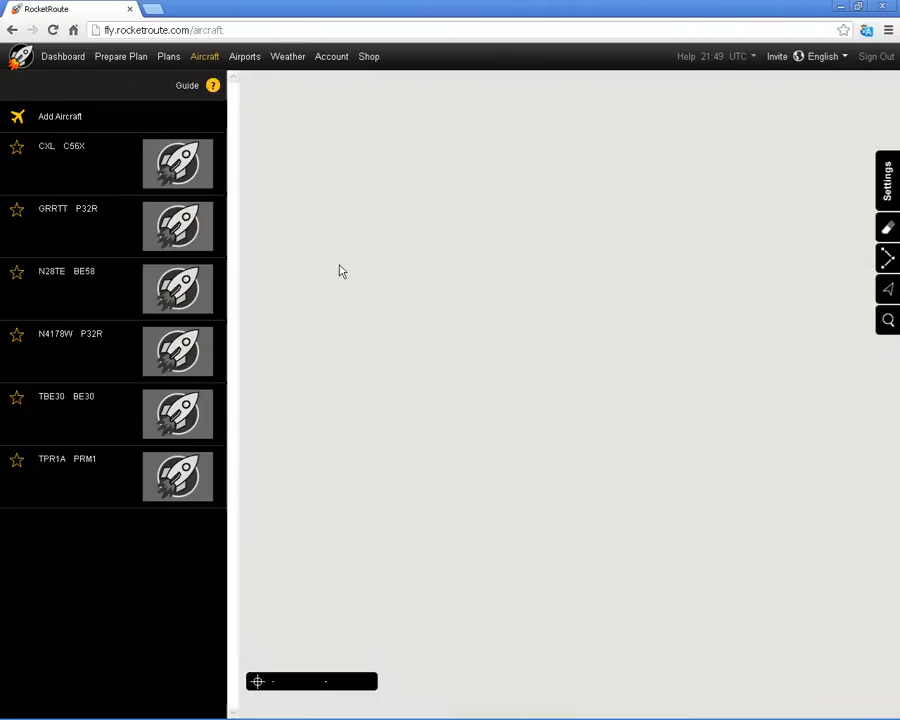 RocketRoute
fly.rocketroute.com/aircraft
Dashboard Prepare Plan Plans Aircraft Airports Weather Account Shop Help 21:49 UTC Invite English Sign Out
Guide ?
Add Aircraft
CXL C56X
GRRTT P32R
N28TE BE58
N4178W P32R
TBE30 BE30
TPR1A PRM1
Settings
- -